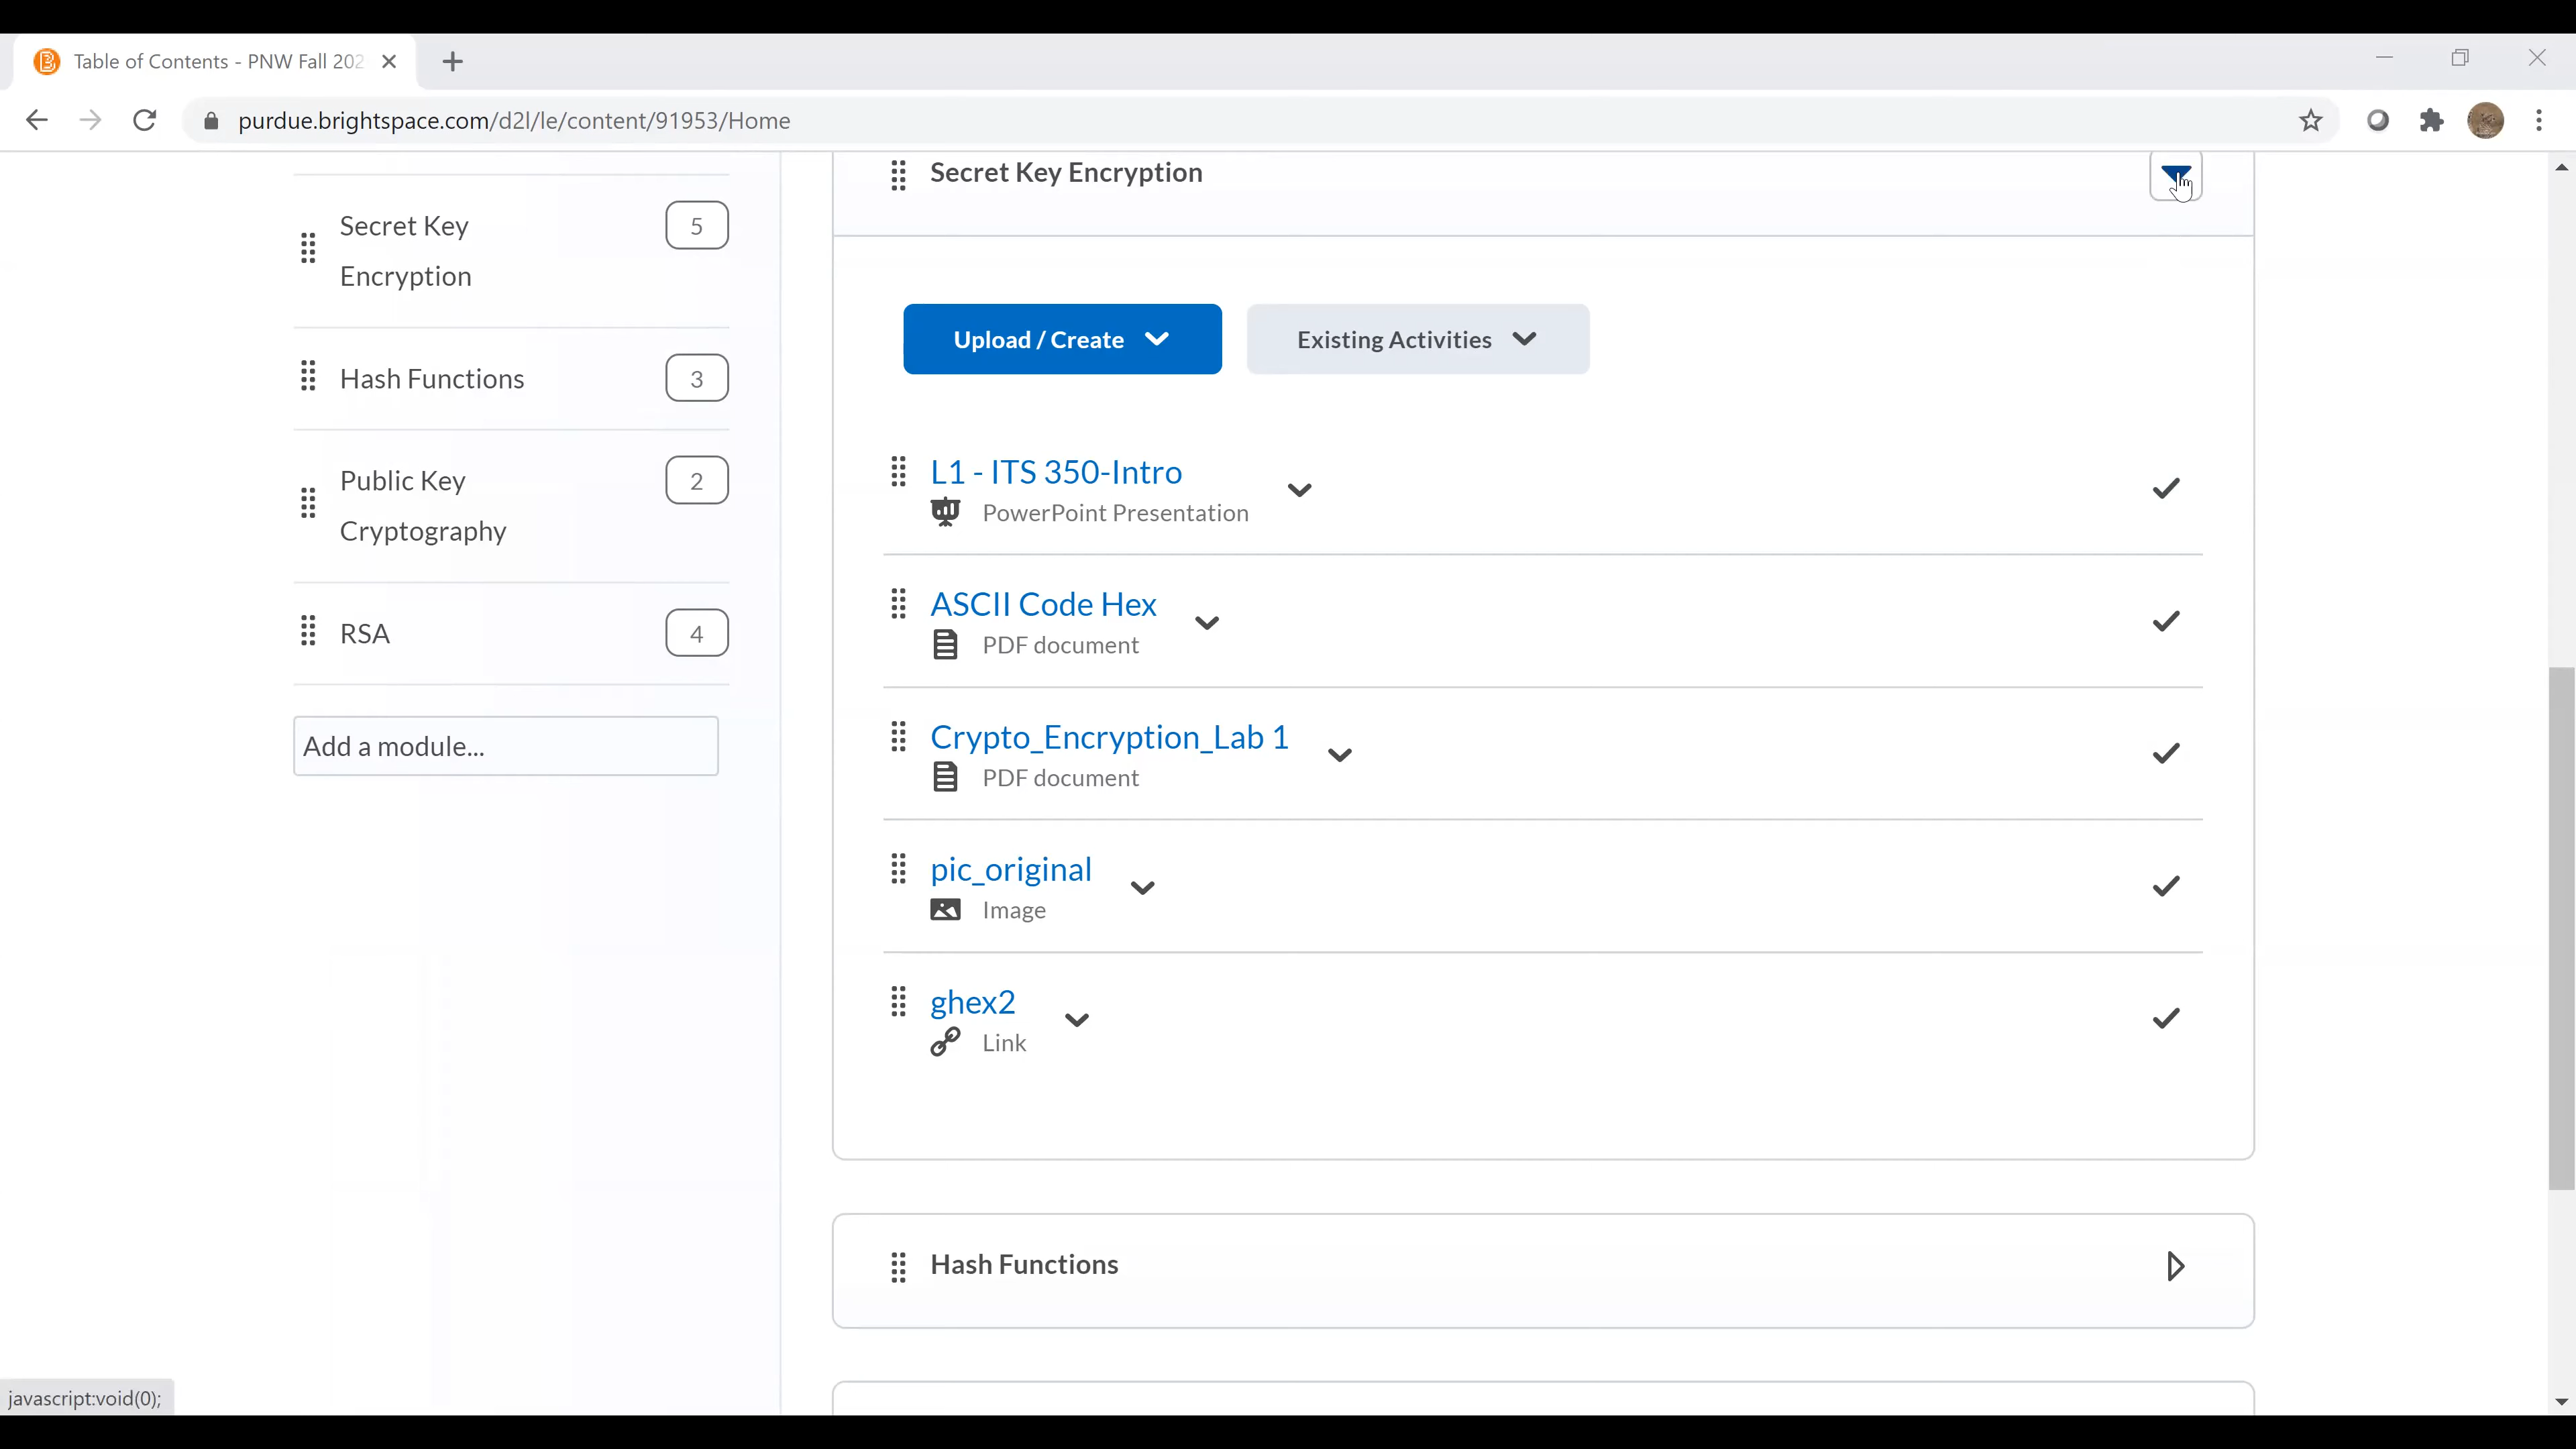 Table of Contents - PNW Fall 202
purdue.brightspace.com/d2l/le/content/91953/Home
Secret Key
Encryption
5
Hash Functions
3
Public Key
Cryptography
2
RSA
4
Add a module...
Secret Key Encryption
Upload / Create
Existing Activities
L1 - ITS 350-Intro
PowerPoint Presentation
ASCII Code Hex
PDF document
Crypto_Encryption_Lab 1
PDF document
pic_original
Image
ghex2
Link
Hash Functions
javascript:void(0);